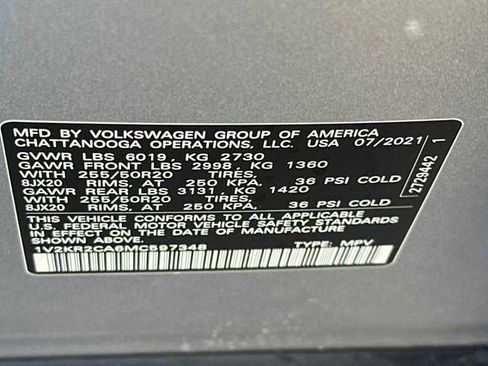 MFD BY VOLKSWAGEN GROUP OF AMERICA
CHATTANOOGA OPERATIONS, LLC. USA 07/2021
GVWR LBS 6019, KG 2730
GAWR FRONT LBS 2998, KG 1360
WITH 255/50R20 TIRES,
8JX20 RIMS, AT 250 KPA, 36 PSI COLD
GAWR REAR LBS 3131, KG 1420
WITH 255/50R20 TIRES,
8JX20 RIMS, AT 250 KPA, 36 PSI COLD
THIS VEHICLE CONFORMS TO ALL APPLICABLE
U.S. FEDERAL MOTOR VEHICLE SAFETY STANDARDS
IN EFFECT ON THE DATE OF MANUFACTURE
SHOWN ABOVE
1V2KR2CA6MC597348 TYPE: MPV
2729442 1